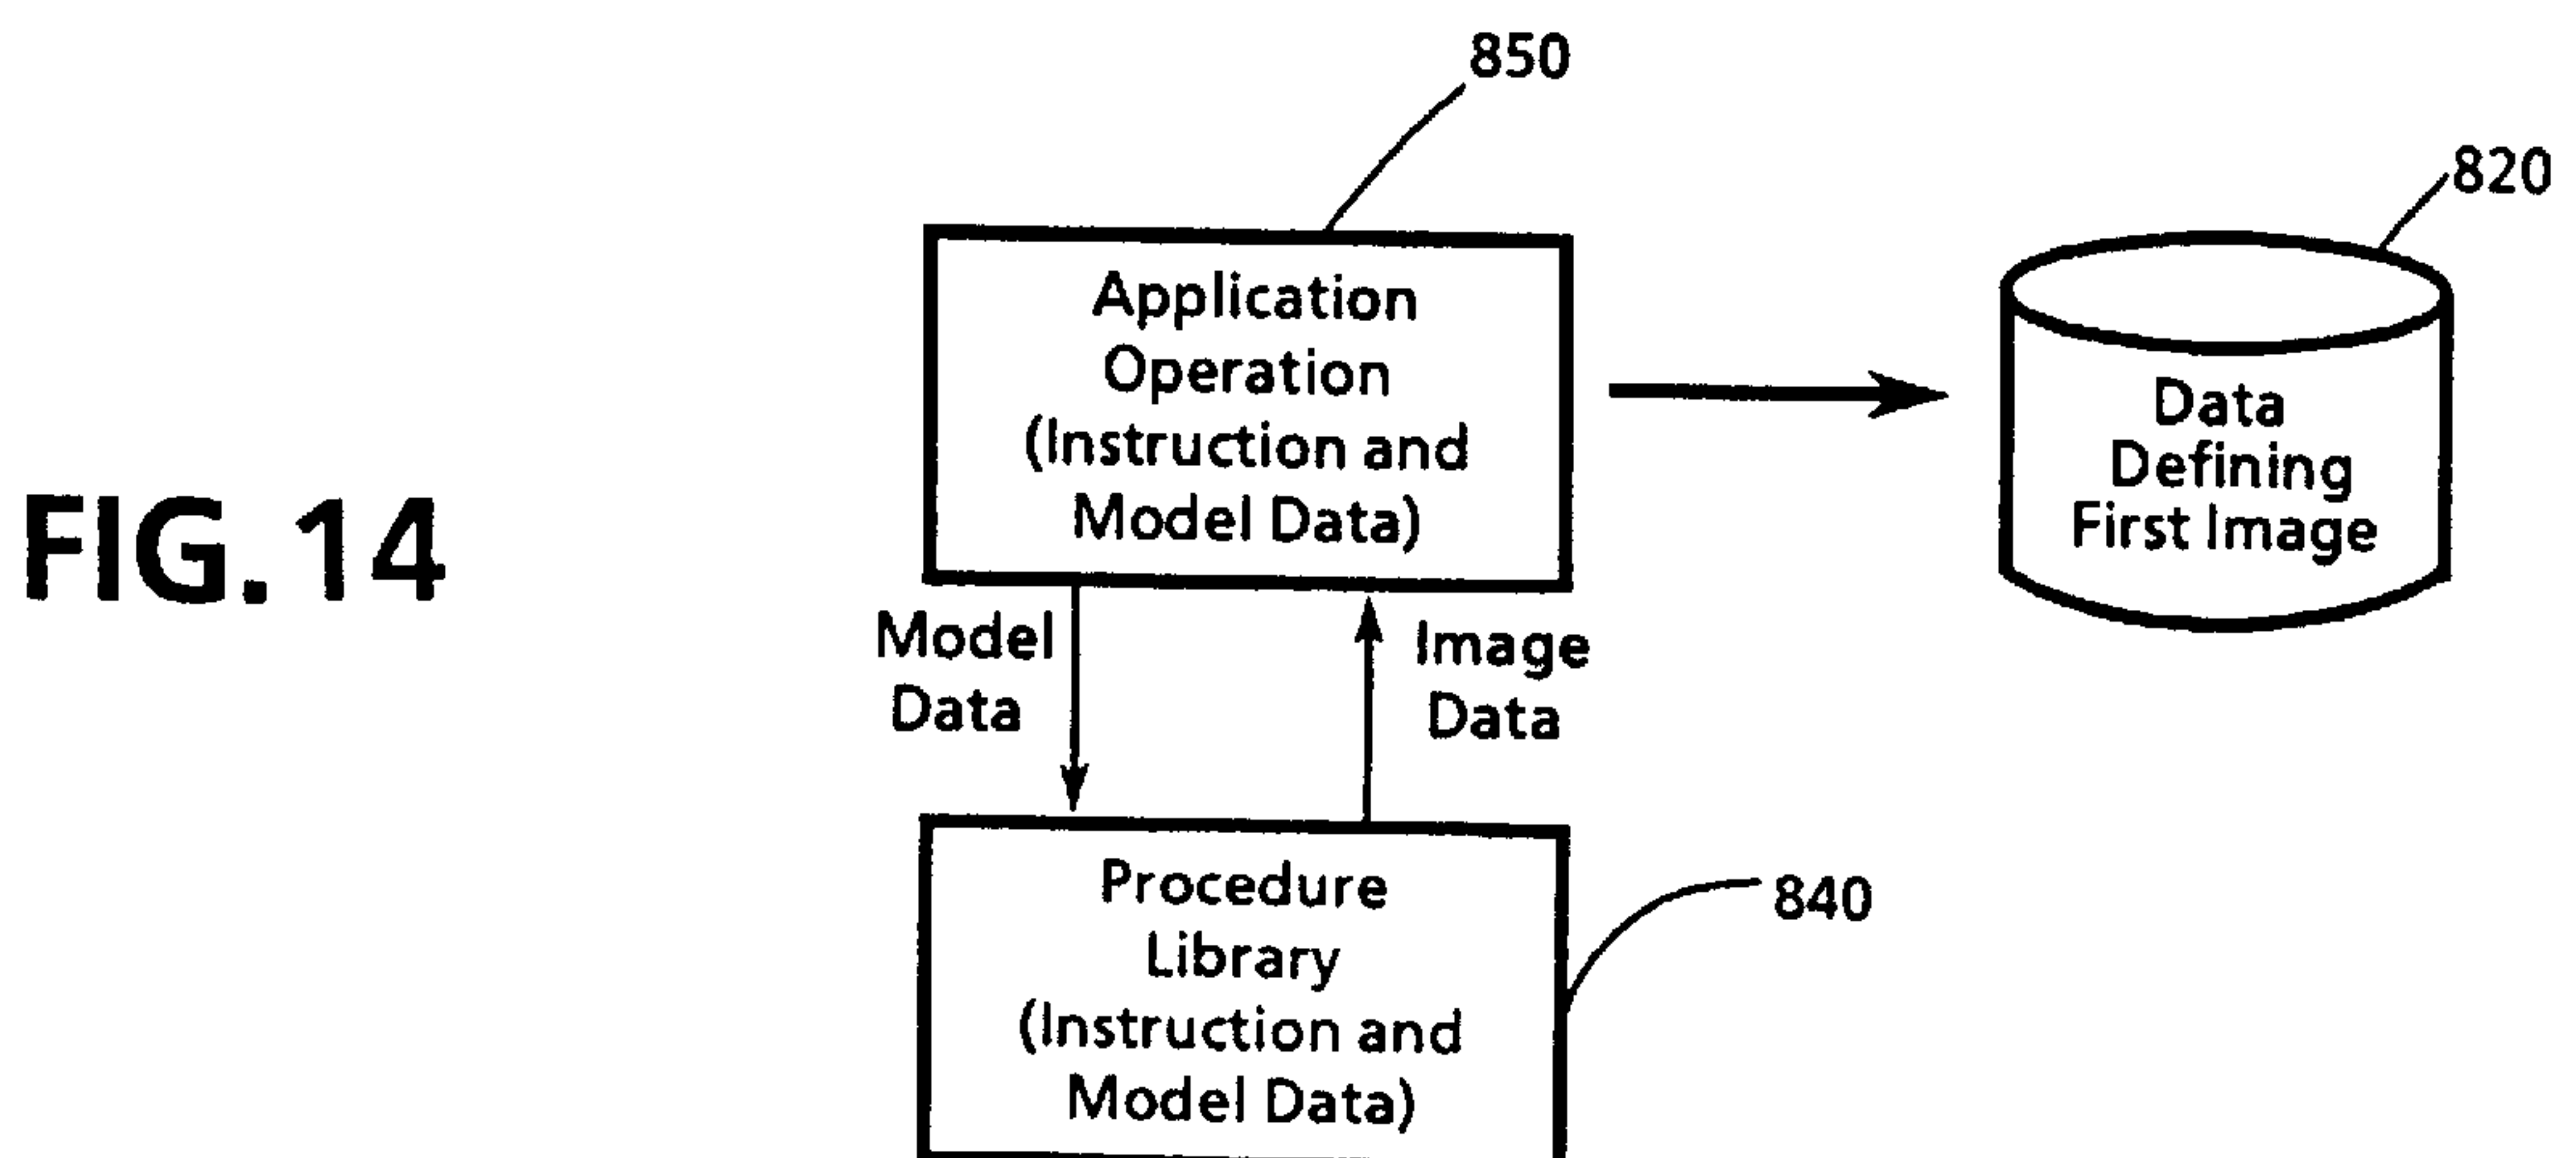 850
820
Application
Operation
(Instruction and
Model Data)
Data
Defining
First Image
FIG.14
Model
Data
Image
Data
Procedure
Library
(Instruction and
Model Data)
840